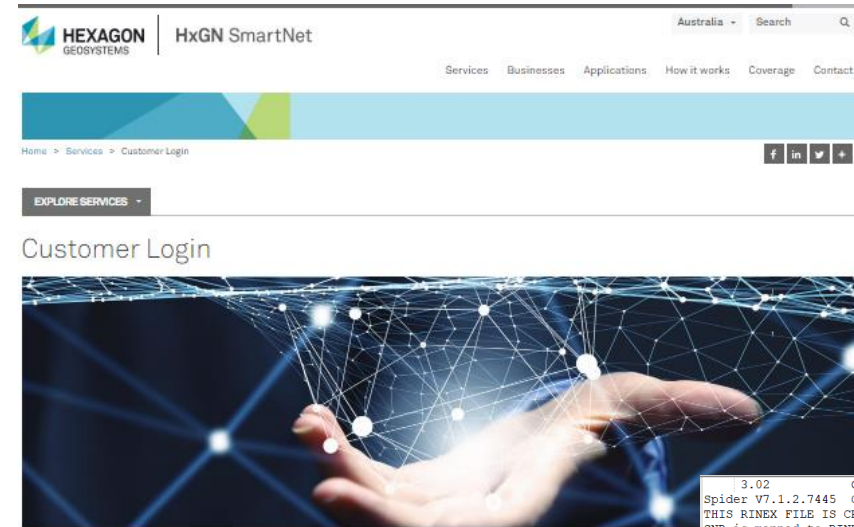 HEXAGON
GEOSYSTEMS
HxGN SmartNet
Australia
Search
Services Businesses Applications How it works Coverage Contact
Home > Services > Customer Login
f in +
EXPLORE SERVICES
Customer Login
3.02
Spider V7.1.2.7445
THIS RINEX FILE IS